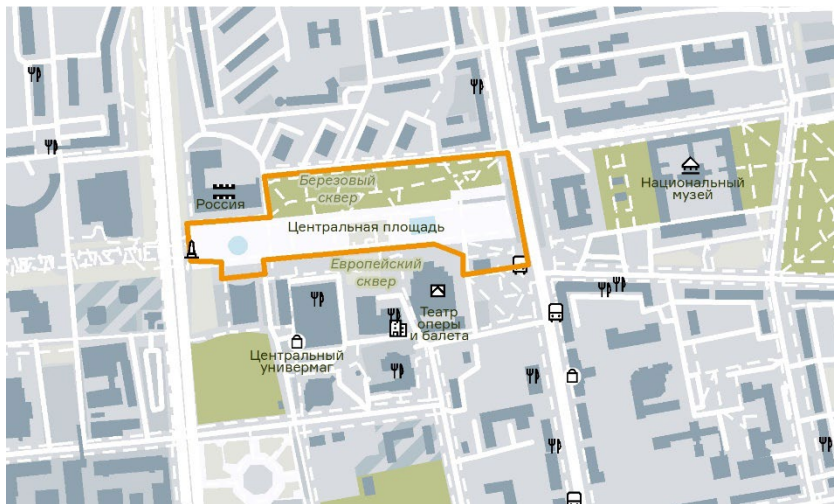 Березовый
сквер
Национальный
музей
Россия
Центральная площадь
Европейский
сквер
Театр
оперы
и балета
Центральный
универмаг